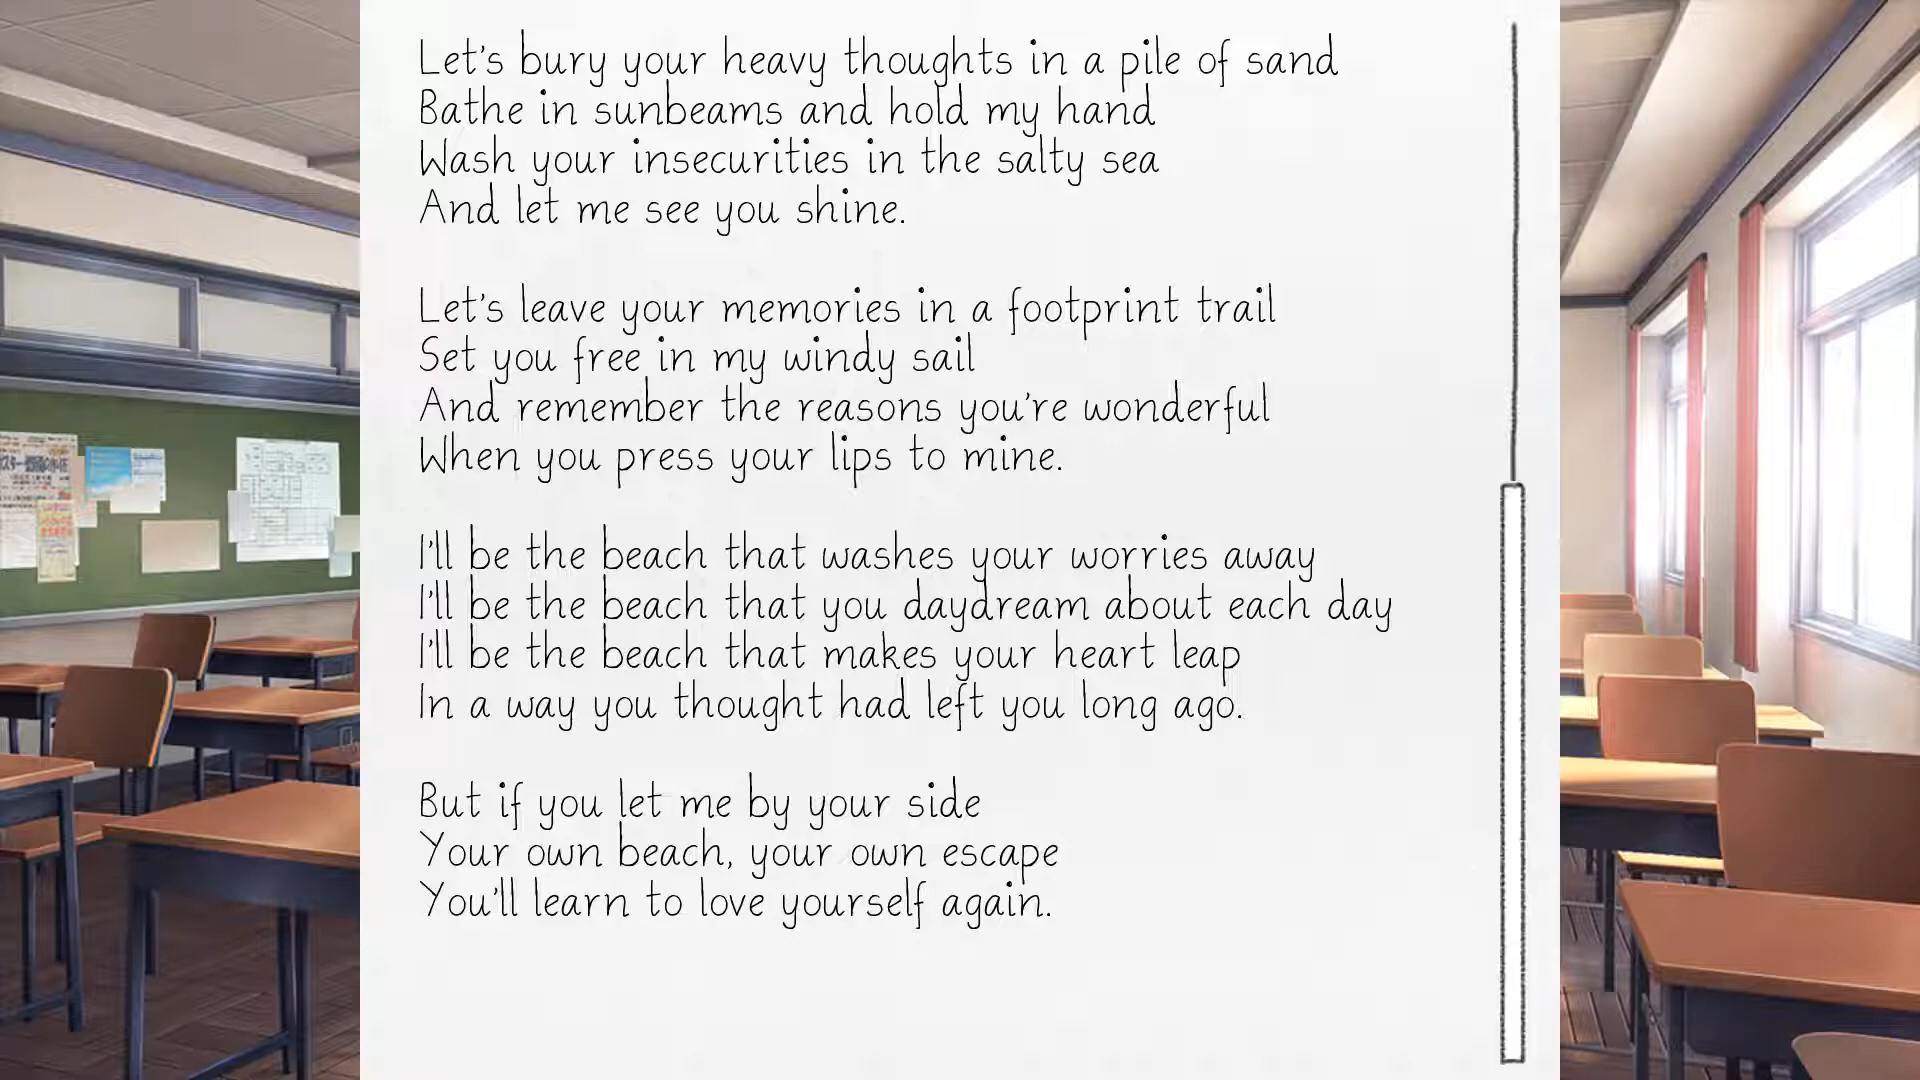 Let's bury your heavy thoughts in a pile of sand
Bathe in sunbeams and hold my hand
Wash your insecurities in the salty sea
And let me see you shine.
Let's leave your memories in a footprint trail
Set you free in my windy sail
And remember the reasons you're wonderful
When you press your lips to mine.
I'll be the beach that washes your worries away
I'll be the beach that you daydream about each day
I'll be the beach that makes your heart leap
In a way you thought had left you long ago.
But if you let me by your side
Your own beach, your own escape
You'll learn to love yourself again.